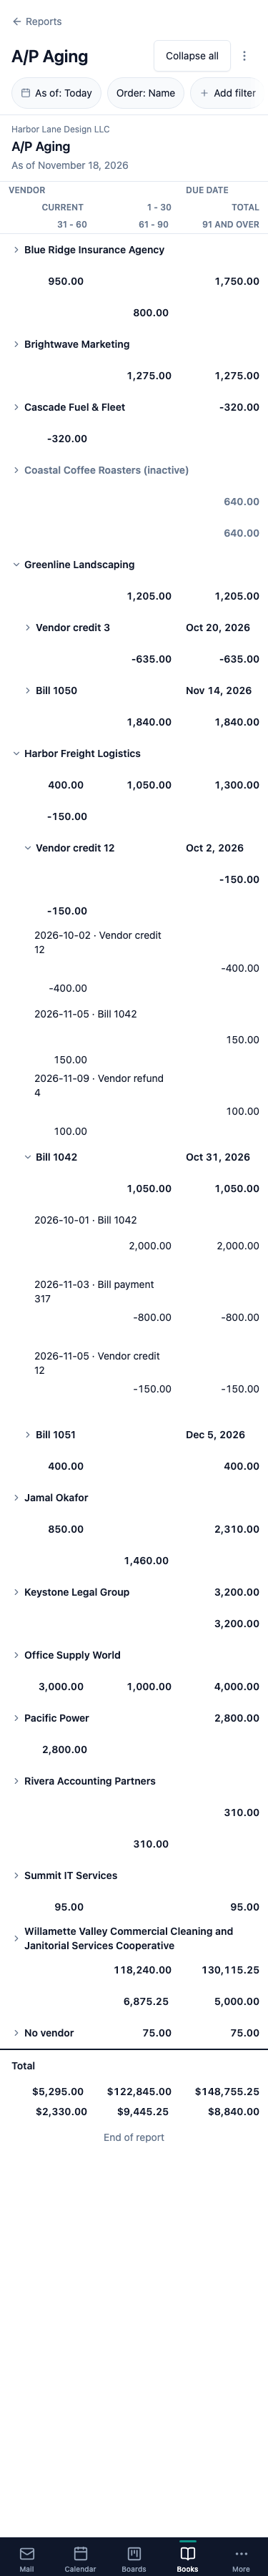 Reports
A/P Aging
Collapse all
As of: Today
Order: Name
Add filter
Harbor Lane Design LLC
A/P Aging
As of November 18, 2026
VENDOR DUE DATE
CURRENT 1 - 30 TOTAL
31 - 60 61 - 90 91 AND OVER
Blue Ridge Insurance Agency
950.00 1,750.00
800.00
Brightwave Marketing
1,275.00 1,275.00
Cascade Fuel & Fleet -320.00
-320.00
Coastal Coffee Roasters (inactive)
640.00
640.00
Greenline Landscaping
1,205.00 1,205.00
Vendor credit 3 Oct 20, 2026
-635.00 -635.00
Bill 1050 Nov 14, 2026
1,840.00 1,840.00
Harbor Freight Logistics
400.00 1,050.00 1,300.00
-150.00
Vendor credit 12 Oct 2, 2026
-150.00
-150.00
2026-10-02 · Vendor credit
12
-400.00
-400.00
2026-11-05 · Bill 1042
150.00
150.00
2026-11-09 · Vendor refund
4
100.00
100.00
Bill 1042 Oct 31, 2026
1,050.00 1,050.00
2026-10-01 · Bill 1042
2,000.00 2,000.00
2026-11-03 · Bill payment
317
-800.00 -800.00
2026-11-05 · Vendor credit
12
-150.00 -150.00
Bill 1051 Dec 5, 2026
400.00 400.00
Jamal Okafor
850.00 2,310.00
1,460.00
Keystone Legal Group 3,200.00
3,200.00
Office Supply World
3,000.00 1,000.00 4,000.00
Pacific Power 2,800.00
2,800.00
Rivera Accounting Partners
310.00
310.00
Summit IT Services
95.00 95.00
Willamette Valley Commercial Cleaning and
Janitorial Services Cooperative
118,240.00 130,115.25
6,875.25 5,000.00
No vendor 75.00 75.00
Total
$5,295.00 $122,845.00 $148,755.25
$2,330.00 $9,445.25 $8,840.00
End of report
Mail Calendar Boards Books More